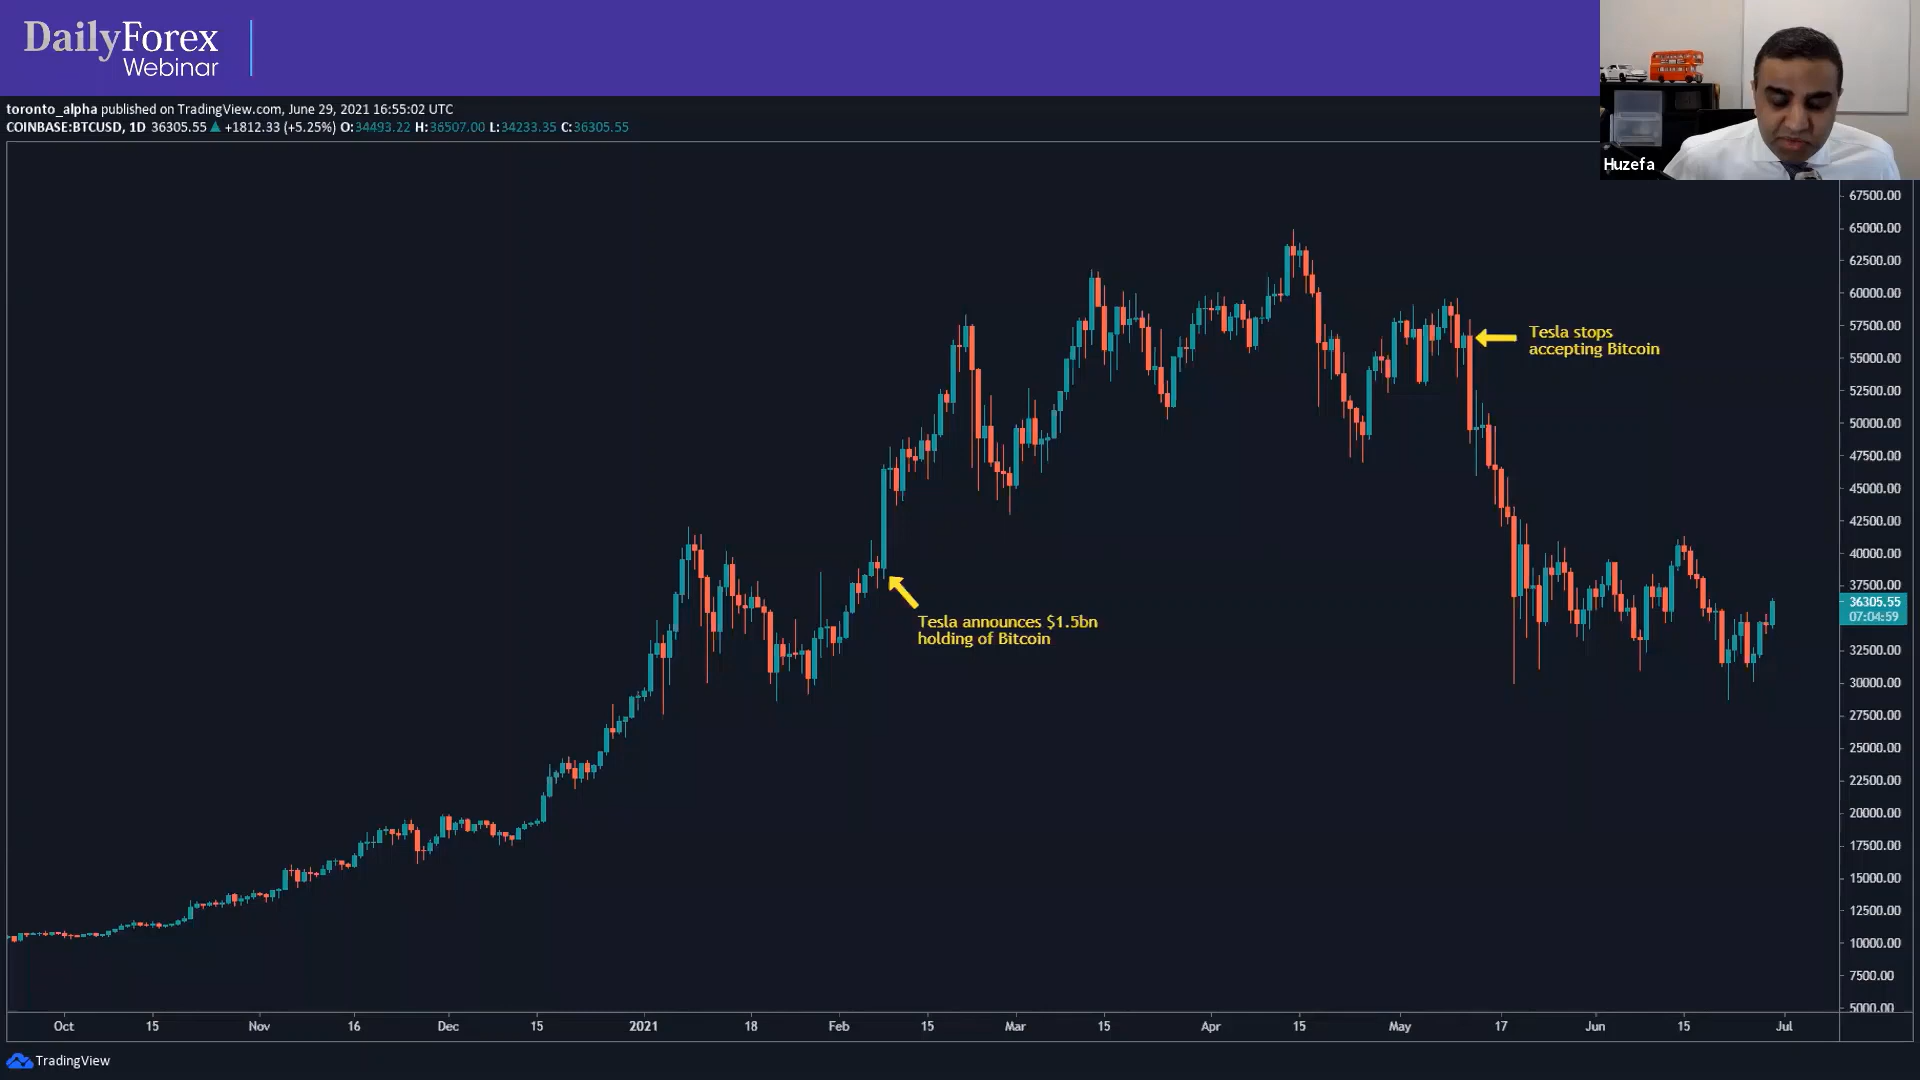 DailyForex
Webinar
Huzefa
toronto_alpha published on TradingView.com, June 29, 2021 16:55:02 UTC
COINBASE:BTCUSD, 1D 36305.55 ▲ +1812.33 (+5.25%) O:34493.22 H:36507.00 L:34233.35 C:36305.55
67500.00
65000.00
62500.00
60000.00
57500.00
55000.00
52500.00
50000.00
47500.00
45000.00
42500.00
40000.00
37500.00
36305.55
07:04:59
32500.00
30000.00
27500.00
25000.00
22500.00
20000.00
17500.00
15000.00
12500.00
10000.00
7500.00
5000.00
Tesla stops
accepting Bitcoin
Tesla announces $1.5bn
holding of Bitcoin
Oct 15 Nov 16 Dec 15 2021 18 Feb 15 Mar 15 Apr 15 May 17 Jun 15 Jul
TradingView